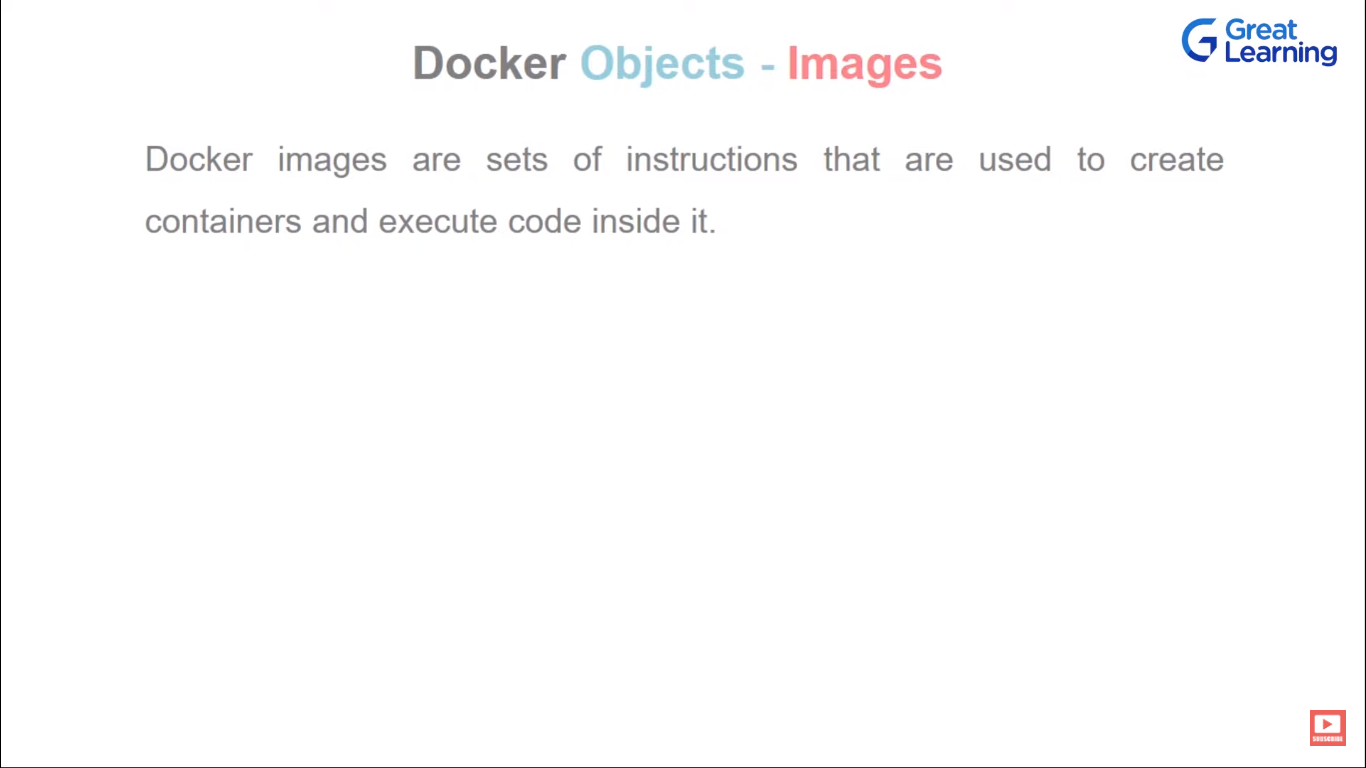 Great
Learning
Docker Objects - Images
Docker images are sets of instructions that are used to create
containers and execute code inside it.
SUBSCRIBE